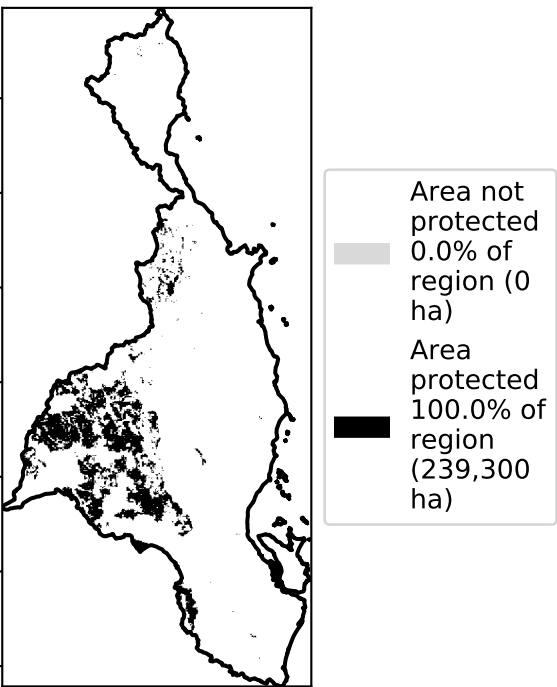 Area not
protected
0.0% of
region (0
ha)
Area
protected
100.0% of
region
(239,300
ha)